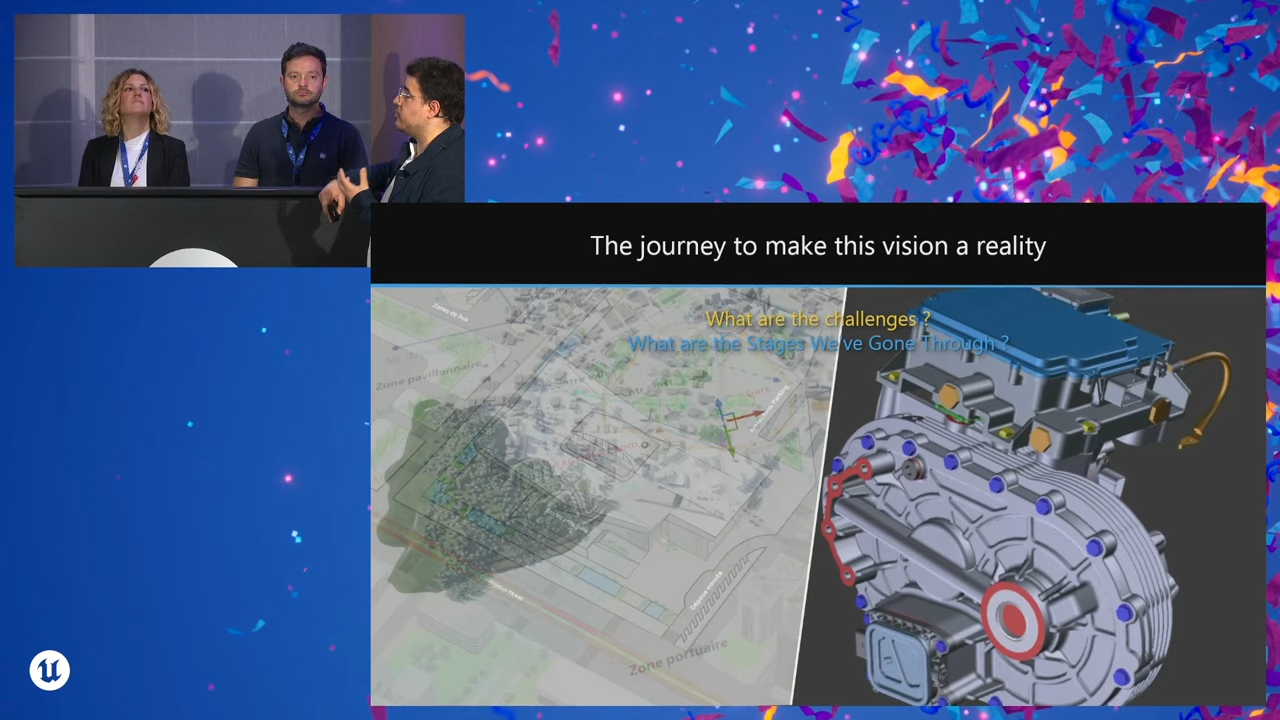 The journey to make this vision a reality
What are the challenges ?
What are the Stages We've Gone Through ?
Zone pavillonnaire
Zone portuaire